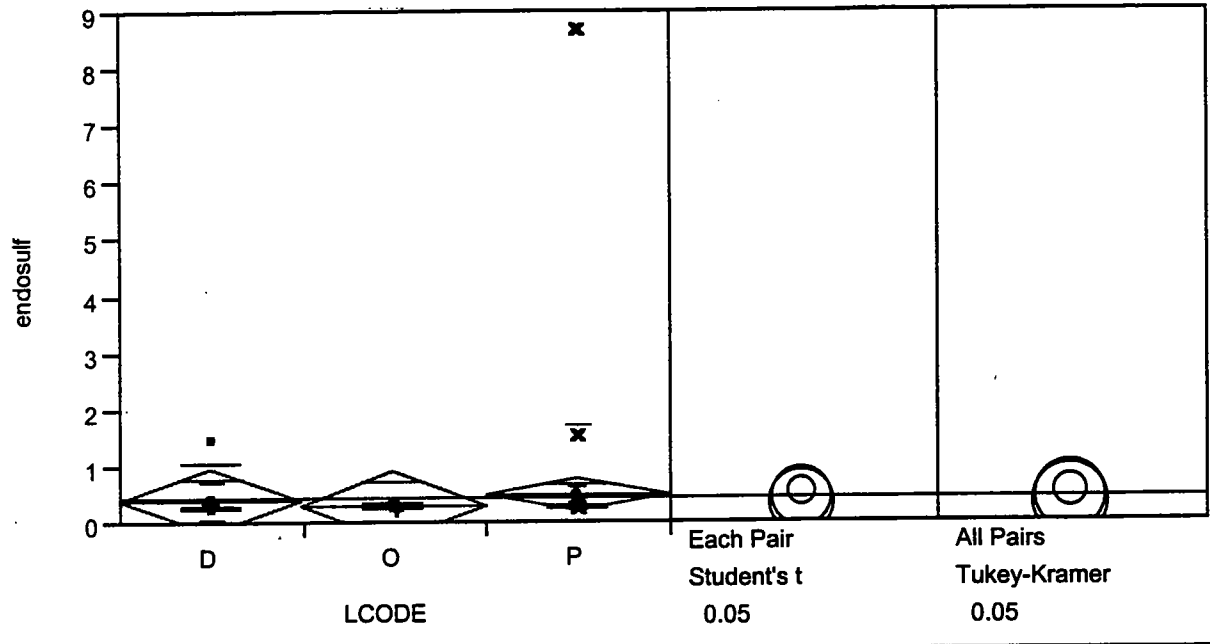 9
8
7
6
5
4
3
2
1
0
endosulf
D
O
P
LCODE
Each Pair
Student's t
0.05
All Pairs
Tukey-Kramer
0.05